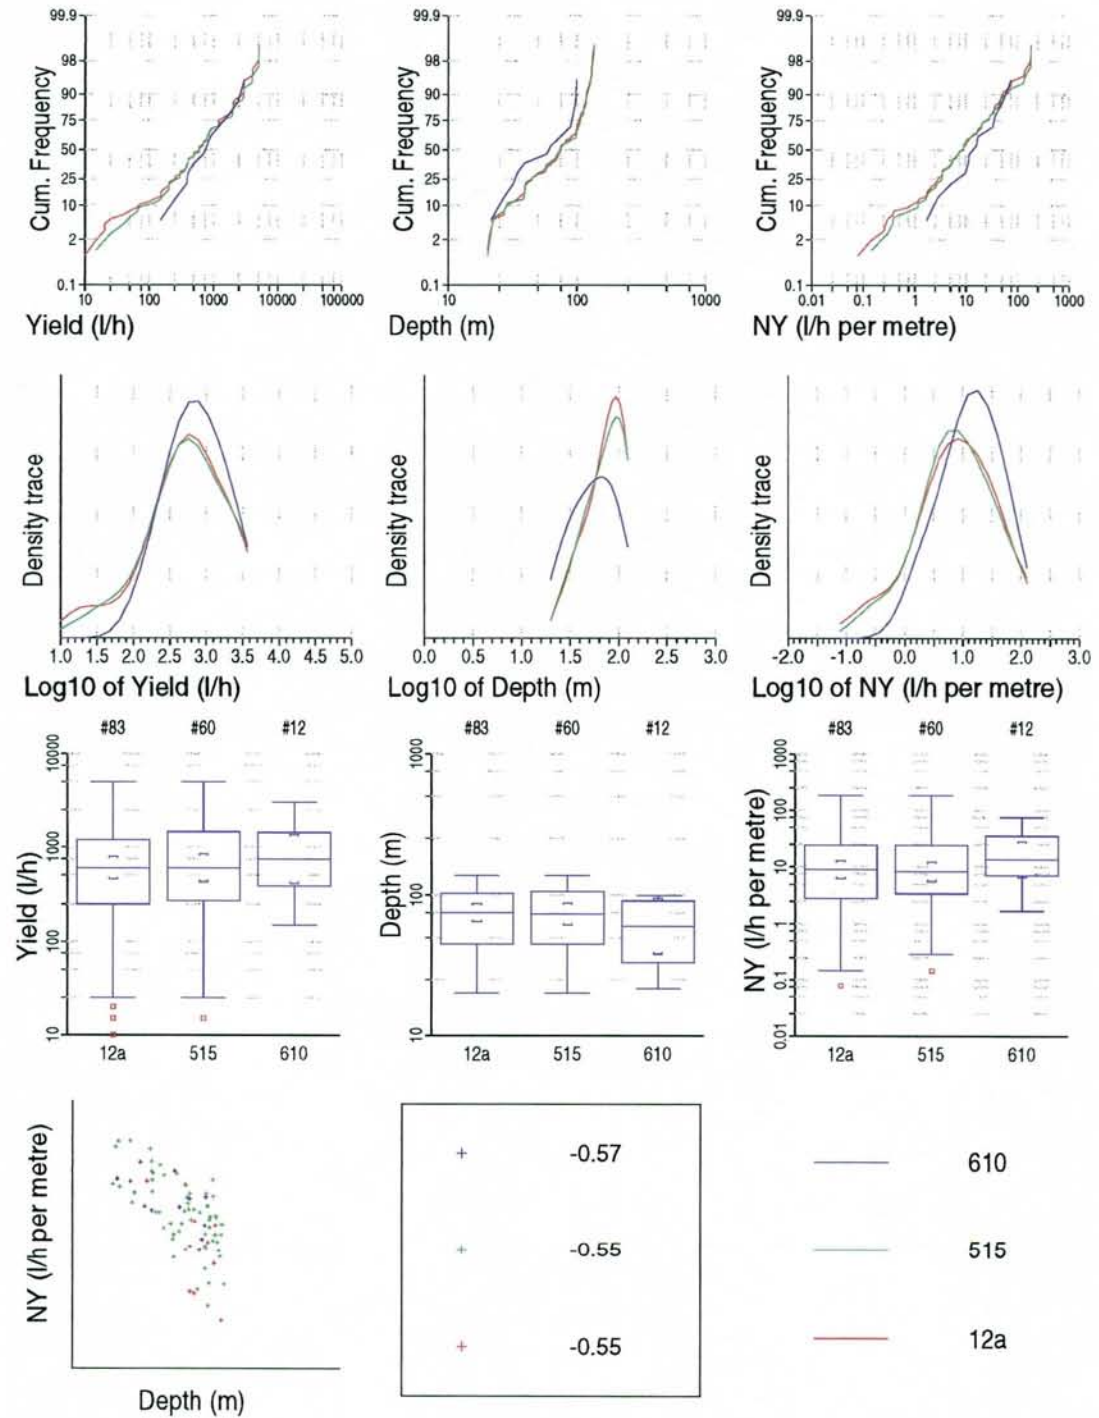 99.9 99.9 99.9
98 98 98
90 90 90
75 75 75
50 50 50
25 25 25
10 10 10
2 2 2
0.1 0.1 0.1
Cum. Frequency Cum. Frequency Cum. Frequency
10 100 1000 10000 100000 10 100 1000 0.01 0.1 1 10 100 1000
Yield (l/h) Depth (m) NY (l/h per metre)
Density trace Density trace Density trace
1.0 1.5 2.0 2.5 3.0 3.5 4.0 4.5 5.0 0.0 0.5 1.0 1.5 2.0 2.5 3.0 -2.0 -1.0 0.0 1.0 2.0 3.0
Log10 of Yield (l/h) Log10 of Depth (m) Log10 of NY (l/h per metre)
#83 #60 #12 #83 #60 #12 #83 #60 #12
Yield (l/h) Depth (m) NY (l/h per metre)
10000 1000 1000
1000 100 100
100 10 10
10 1
0.1
0.01
12a 515 610 12a 515 610 12a 515 610
NY (l/h per metre)
-0.57 610
-0.55 515
-0.55 12a
Depth (m)